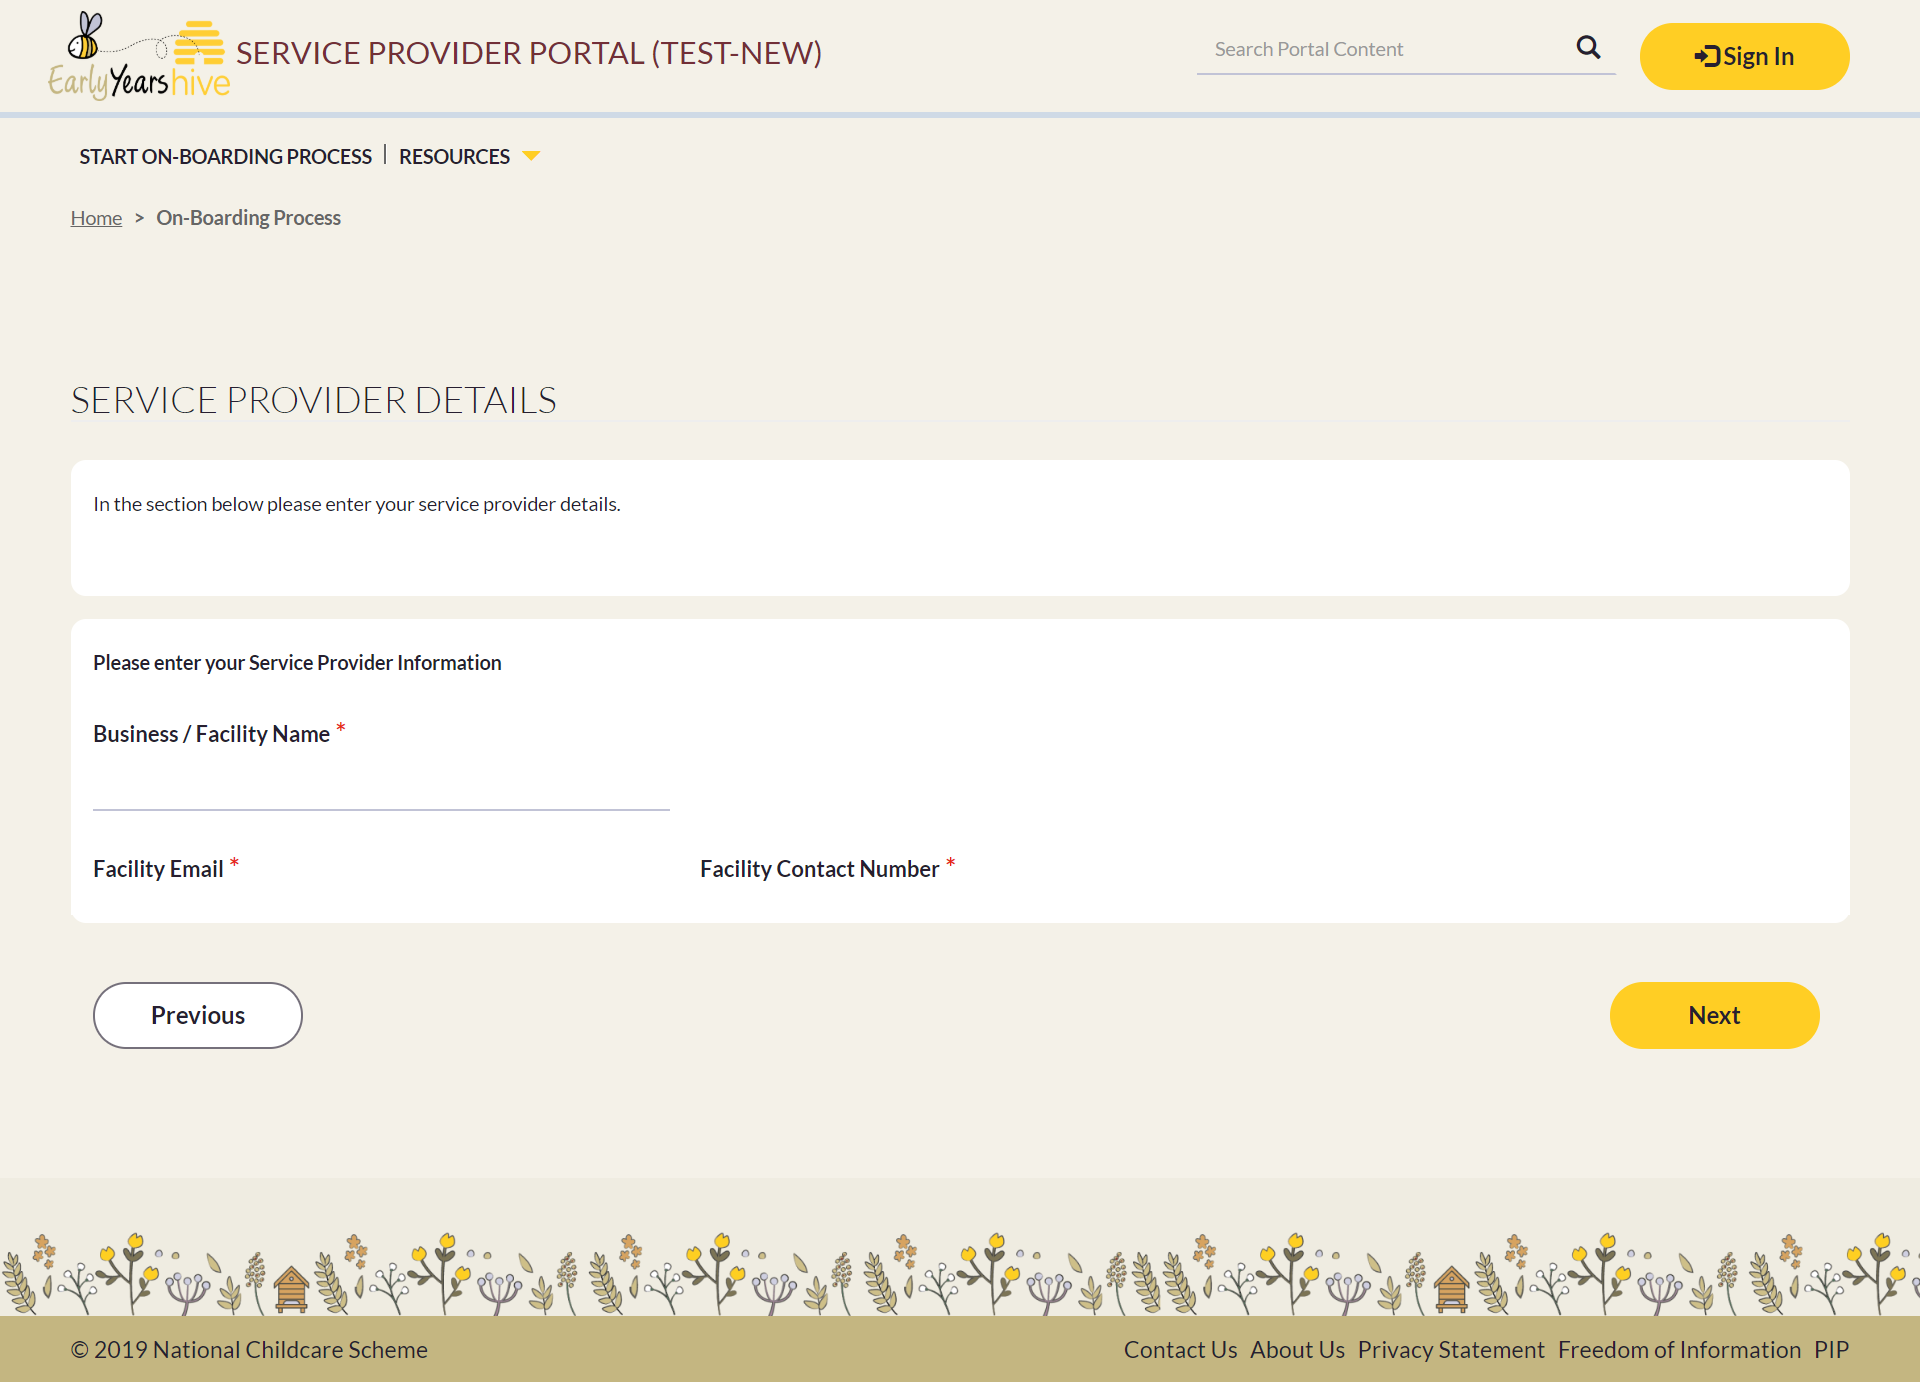 Early Years hive
SERVICE PROVIDER PORTAL (TEST-NEW)
Search Portal Content
Sign In
START ON-BOARDING PROCESS | RESOURCES
Home > On-Boarding Process
SERVICE PROVIDER DETAILS
In the section below please enter your service provider details.
Please enter your Service Provider Information
Business / Facility Name *
Facility Email *
Facility Contact Number *
Previous
Next
© 2019 National Childcare Scheme
Contact Us About Us Privacy Statement Freedom of Information PIP